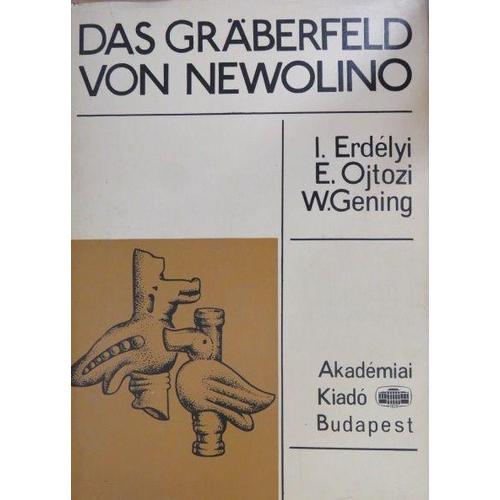 DAS GRÄBERFELD
VON NEWOLINO
I. Erdélyi
E. Ojtozi
W.Gening
Akadémiai
Kiadó
Budapest